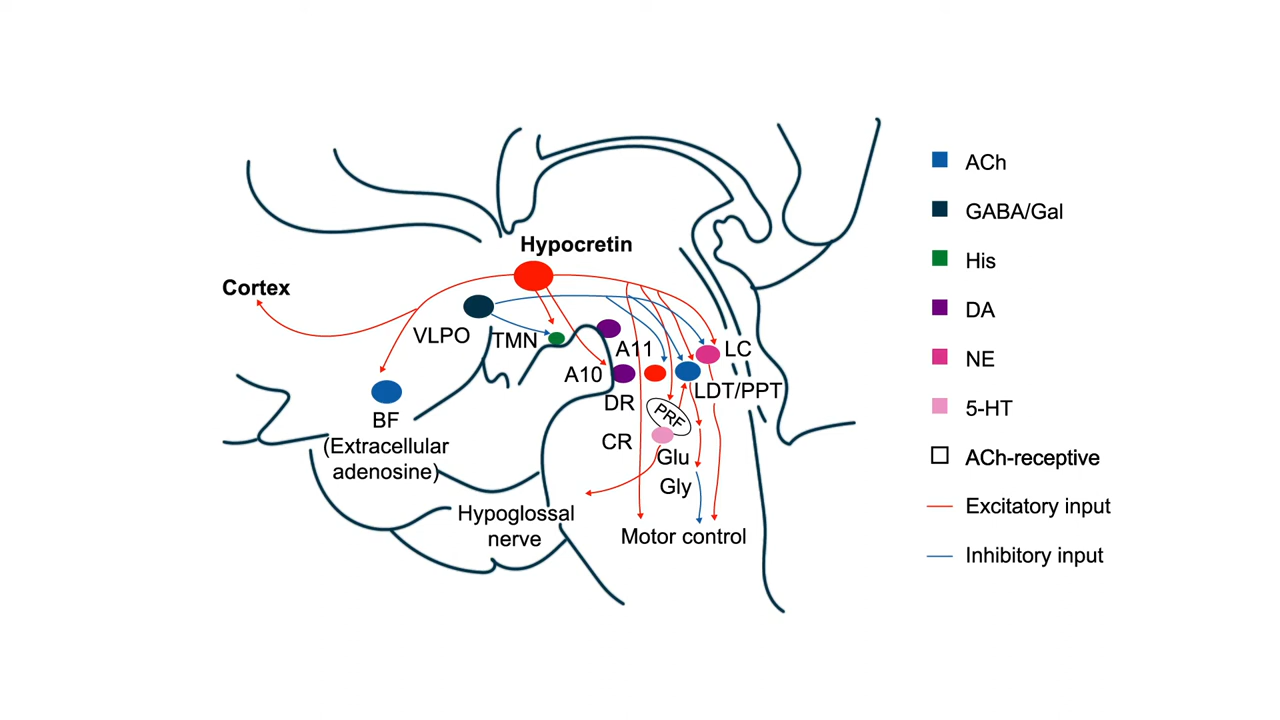 Hypocretin
Cortex
VLPO
TMN
A11
LC
A10
LDT/PPT
DR
PRF
BF
(Extracellular
adenosine)
CR
Glu
Gly
Hypoglossal
nerve
Motor control
ACh
GABA/Gal
His
DA
NE
5-HT
ACh-receptive
Excitatory input
Inhibitory input